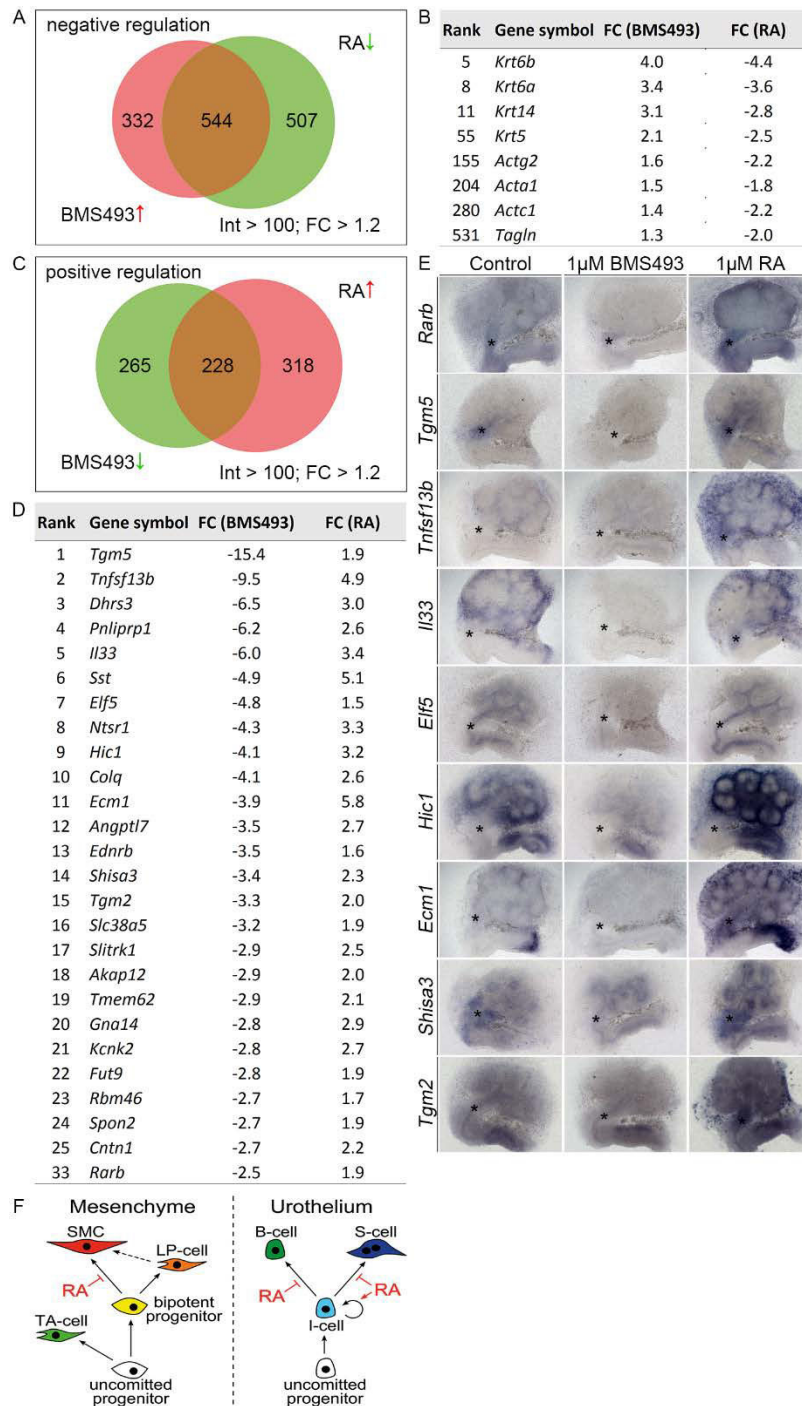 A
negative regulation
RA↓
332 544 507
BMS493↑
Int > 100; FC > 1.2
B
Rank Gene symbol FC (BMS493) FC (RA)
5 Krt6b 4.0 -4.4
8 Krt6a 3.4 -3.6
11 Krt14 3.1 -2.8
55 Krt5 2.1 -2.5
155 Actg2 1.6 -2.2
204 Acta1 1.5 -1.8
280 Actc1 1.4 -2.2
531 Tagln 1.3 -2.0
C
positive regulation
RA↑
265 228 318
BMS493↓
Int > 100; FC > 1.2
D
Rank Gene symbol FC (BMS493) FC (RA)
1 Tgm5 -15.4 1.9
2 Tnfsf13b -9.5 4.9
3 Dhrs3 -6.5 3.0
4 Pnliprp1 -6.2 2.6
5 Il33 -6.0 3.4
6 Sst -4.9 5.1
7 Elf5 -4.8 1.5
8 Ntsr1 -4.3 3.3
9 Hic1 -4.1 3.2
10 Colq -4.1 2.6
11 Ecm1 -3.9 5.8
12 Angptl7 -3.5 2.7
13 Ednrb -3.5 1.6
14 Shisa3 -3.4 2.3
15 Tgm2 -3.3 2.0
16 Slc38a5 -3.2 1.9
17 Slitrk1 -2.9 2.5
18 Akap12 -2.9 2.0
19 Tmem62 -2.9 2.1
20 Gna14 -2.8 2.9
21 Kcnk2 -2.8 2.7
22 Fut9 -2.8 1.9
23 Rbm46 -2.7 1.7
24 Spon2 -2.7 1.9
25 Cntn1 -2.7 2.2
33 Rarb -2.5 1.9
E
Control 1µM BMS493 1µM RA
Rarb
* * *
Tgm5
* * *
Tnfsf13b
* * *
Il33
* * *
Elf5
* * *
Hic1
* * *
Ecm1
* * *
Shisa3
* * *
Tgm2
* * *
F
Mesenchyme
SMC
LP-cell
RA
bipotent
progenitor
TA-cell
uncomitted
progenitor
Urothelium
B-cell S-cell
RA RA
I-cell
uncomitted
progenitor